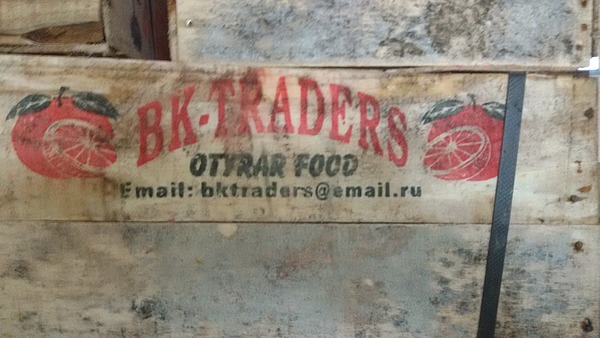 BK-TRADERS
OTYRAR FOOD
Email: bktraders@email.ru